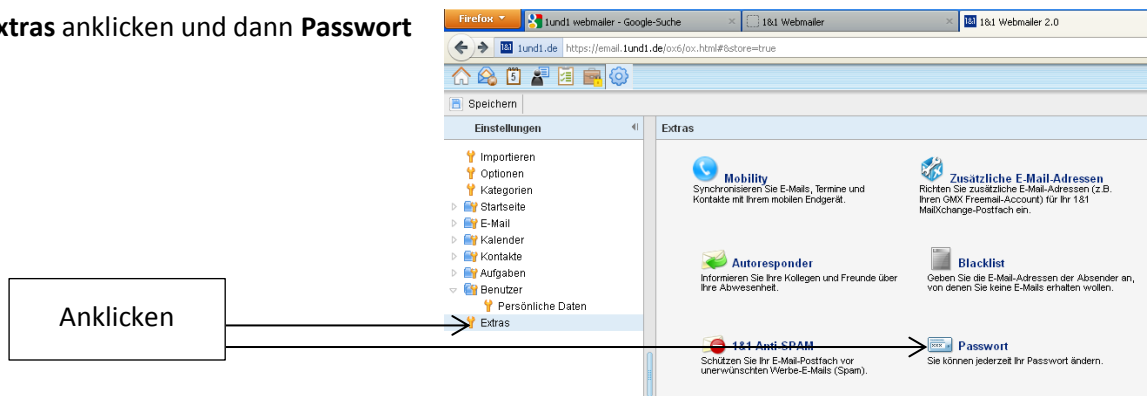 xtras anklicken und dann Passwort
Firefox
1und1 webmailer - Google-Suche
1&1 Webmailer
1&1 Webmailer 2.0
1und1.de https://email.1und1.de/ox6/ox.html#&store=true
Speichern
Einstellungen
Extras
Importieren
Optionen
Kategorien
Startseite
E-Mail
Kalender
Kontakte
Aufgaben
Benutzer
Persönliche Daten
Extras
Mobility
Synchronisieren Sie E-Mails, Termine und
Kontakte mit Ihrem mobilen Endgerät.
Zusätzliche E-Mail-Adressen
Richten Sie zusätzliche E-Mail-Adressen (z.B.
Ihren GMX Freemail-Account) für Ihr 1&1
MailXchange-Postfach ein.
Autoresponder
Informieren Sie Ihre Kollegen und Freunde über
Ihre Abwesenheit.
Blacklist
Geben Sie die E-Mail-Adressen der Absender an,
von denen Sie keine E-Mails erhalten wollen.
1&1 Anti-SPAM
Schützen Sie Ihr E-Mail-Postfach vor
unerwünschten Werbe-E-Mails (Spam).
Passwort
Sie können jederzeit Ihr Passwort ändern.
Anklicken